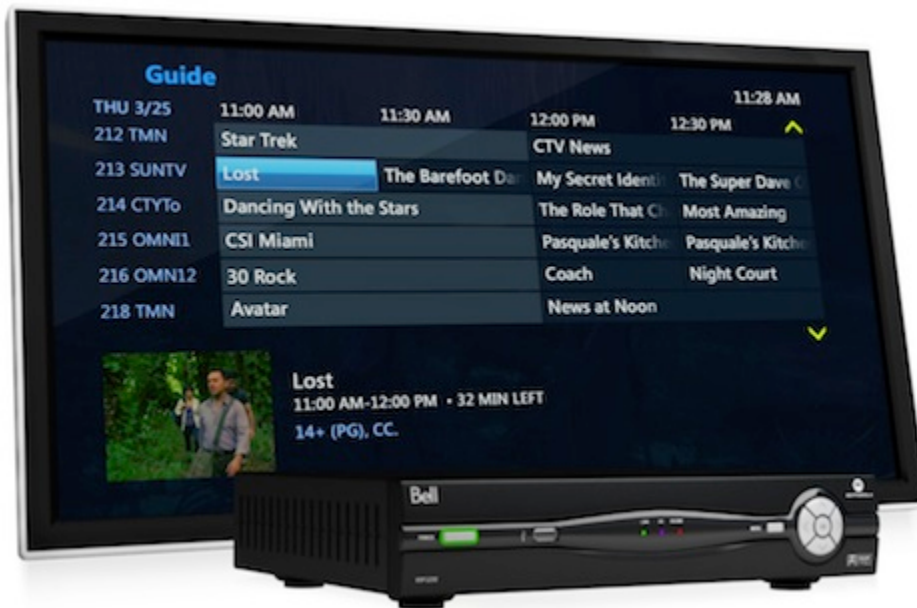 Guide
11:28 AM
THU 3/25 11:00 AM 11:30 AM 12:00 PM 12:30 PM
212 TMN Star Trek CTV News
213 SUNTV Lost The Barefoot Da My Secret Identi The Super Dave
214 CTYTo Dancing With the Stars The Role That Ch Most Amazing
215 OMNI1 CSI Miami Pasquale's Kitche Pasquale's Kitche
216 OMN12 30 Rock Coach Night Court
218 TMN Avatar News at Noon
Lost
11:00 AM-12:00 PM • 32 MIN LEFT
14+ (PG), CC.
Bell